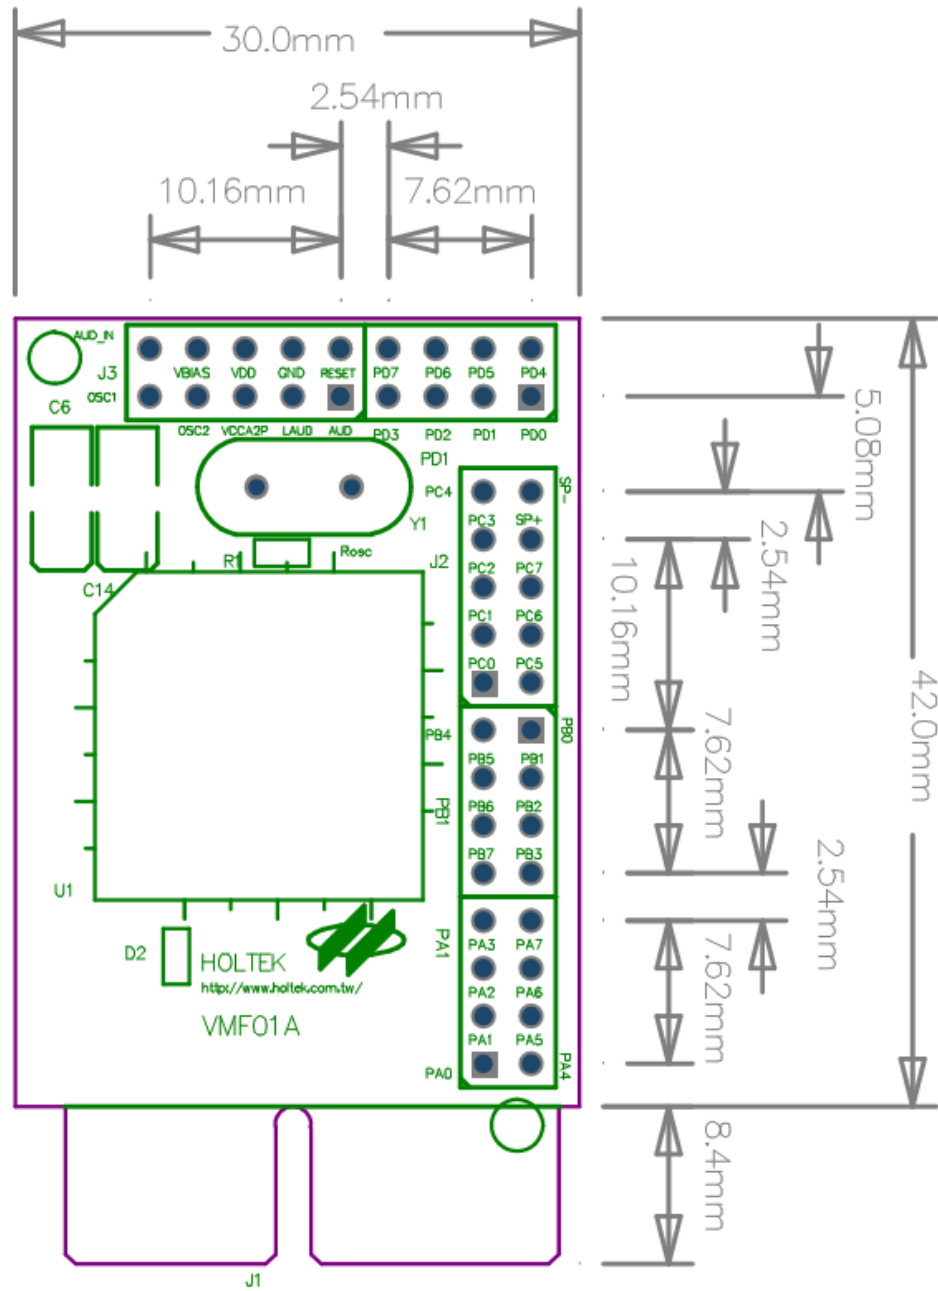 30.0mm
2.54mm
10.16mm
7.62mm
AUD_IN
J3
VBIAS VDD GND RESET PD7 PD6 PD5 PD4
OSC1
C6
OSC2 VCCA2P LAUD AUD PD3 PD2 PD1 PD0
PD1
5.08mm
PC4
SP-
Y1
PC3 SP+
2.54mm
R1
Rosc
J2
PC2 PC7
10.16mm
C14
PC1 PC6
PC0 PC5
42.0mm
PB4
PB0
7.62mm
PB5 PB1
PB1
PB6 PB2
PB7 PB3
2.54mm
U1
D2
PA1
PA3 PA7
7.62mm
HOLTEK
http://www.holtek.com.tw/
PA2 PA6
VMF01A
PA1 PA5
PA0
PA4
8.4mm
J1